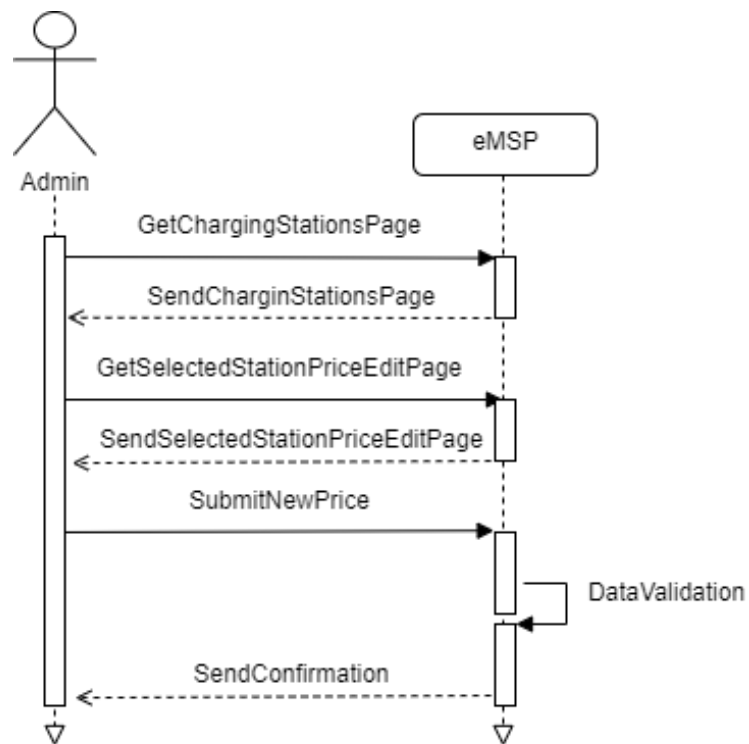 eMSP
Admin
GetChargingStationsPage
SendCharginStationsPage
GetSelectedStationPriceEditPage
SendSelectedStationPriceEditPage
SubmitNewPrice
DataValidation
SendConfirmation